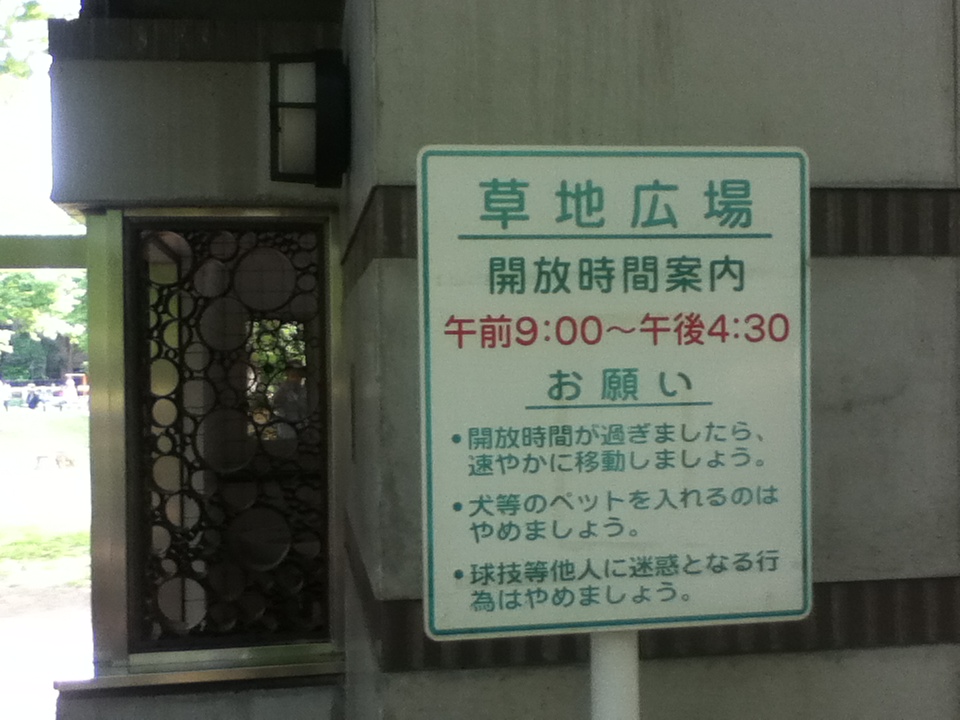 草地広場
開放時間案内
午前9:00〜午後4:30
お願い
•開放時間が過ぎましたら、
速やかに移動しましょう。
•犬等のペットを入れるのは
やめましょう。
•球技等他人に迷惑となる行
為はやめましょう。